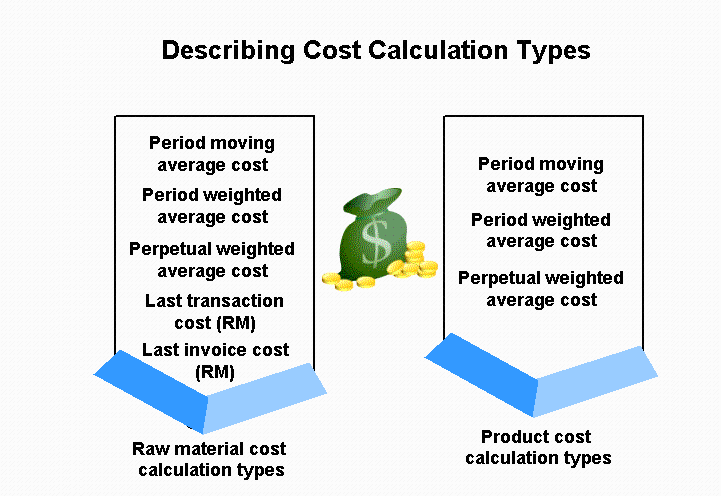 Describing Cost Calculation Types
Period moving
average cost
Period weighted
average cost
Perpetual weighted
average cost
Last transaction
cost (RM)
Last invoice cost
(RM)
Raw material cost
calculation types
$
Period moving
average cost
Period weighted
average cost
Perpetual weighted
average cost
Product cost
calculation types